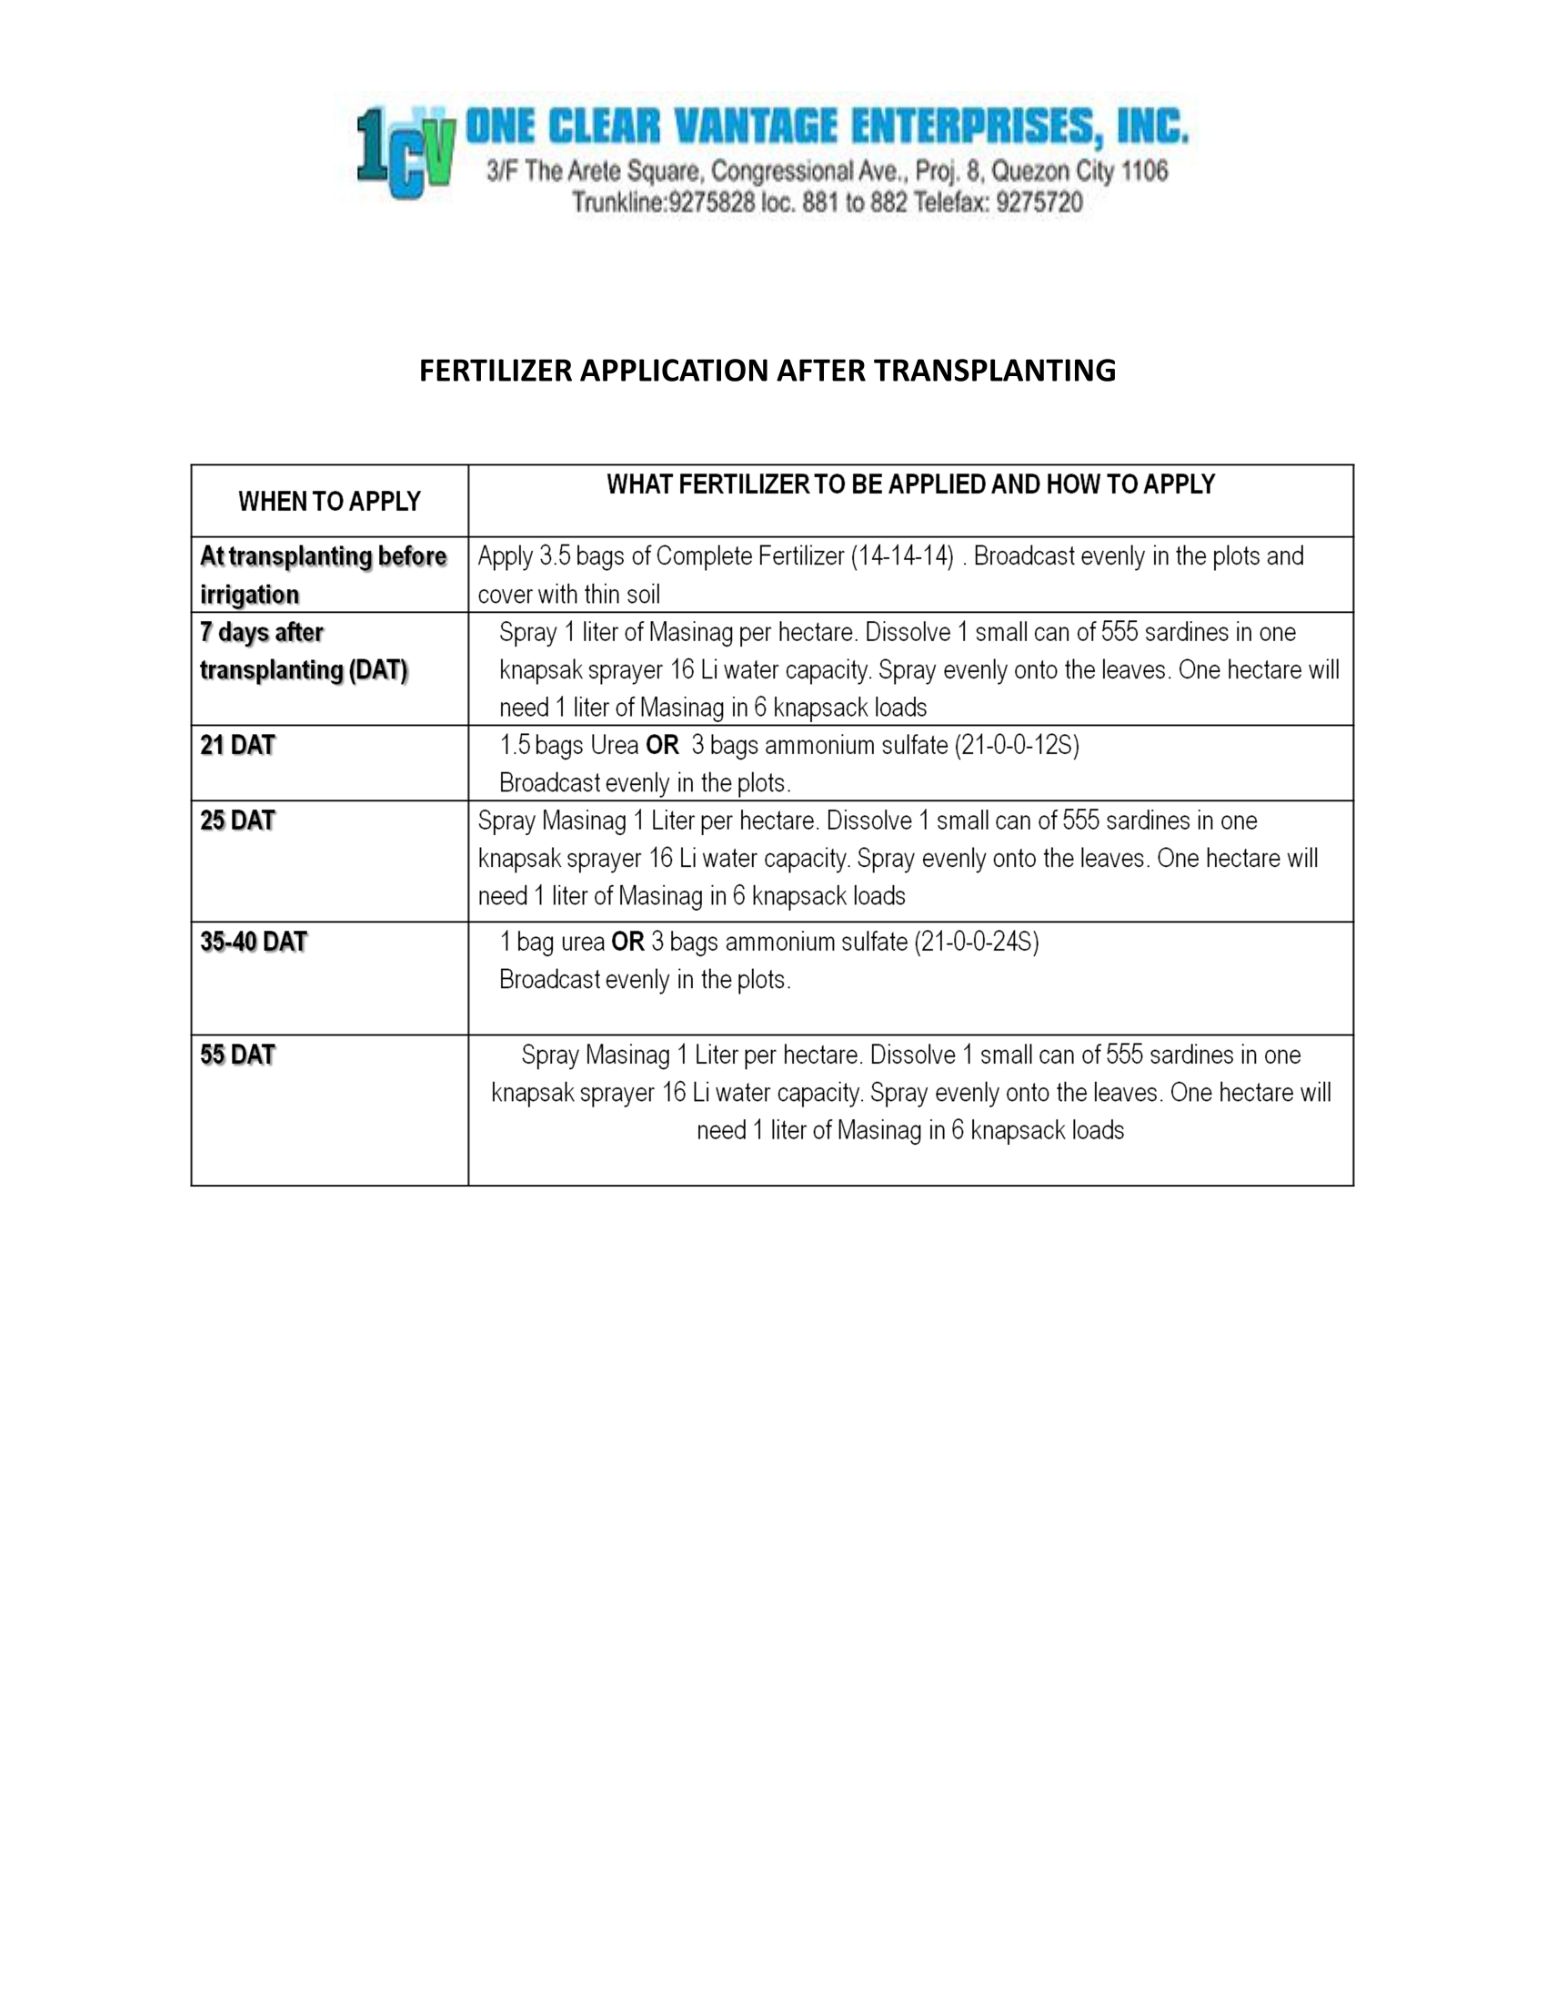 1CV ONE CLEAR VANTAGE ENTERPRISES, INC.
3/F The Arete Square, Congressional Ave., Proj. 8, Quezon City 1106
Trunkline:9275828 loc. 881 to 882 Telefax: 9275720
FERTILIZER APPLICATION AFTER TRANSPLANTING
WHEN TO APPLY
WHAT FERTILIZER TO BE APPLIED AND HOW TO APPLY
At transplanting before
irrigation
Apply 3.5 bags of Complete Fertilizer (14-14-14) . Broadcast evenly in the plots and
cover with thin soil
7 days after
transplanting (DAT)
Spray 1 liter of Masinag per hectare. Dissolve 1 small can of 555 sardines in one
knapsak sprayer 16 Li water capacity. Spray evenly onto the leaves. One hectare will
need 1 liter of Masinag in 6 knapsack loads
21 DAT
1.5 bags Urea OR 3 bags ammonium sulfate (21-0-0-12S)
Broadcast evenly in the plots.
25 DAT
Spray Masinag 1 Liter per hectare. Dissolve 1 small can of 555 sardines in one
knapsak sprayer 16 Li water capacity. Spray evenly onto the leaves. One hectare will
need 1 liter of Masinag in 6 knapsack loads
35-40 DAT
1 bag urea OR 3 bags ammonium sulfate (21-0-0-24S)
Broadcast evenly in the plots.
55 DAT
Spray Masinag 1 Liter per hectare. Dissolve 1 small can of 555 sardines in one
knapsak sprayer 16 Li water capacity. Spray evenly onto the leaves. One hectare will
need 1 liter of Masinag in 6 knapsack loads